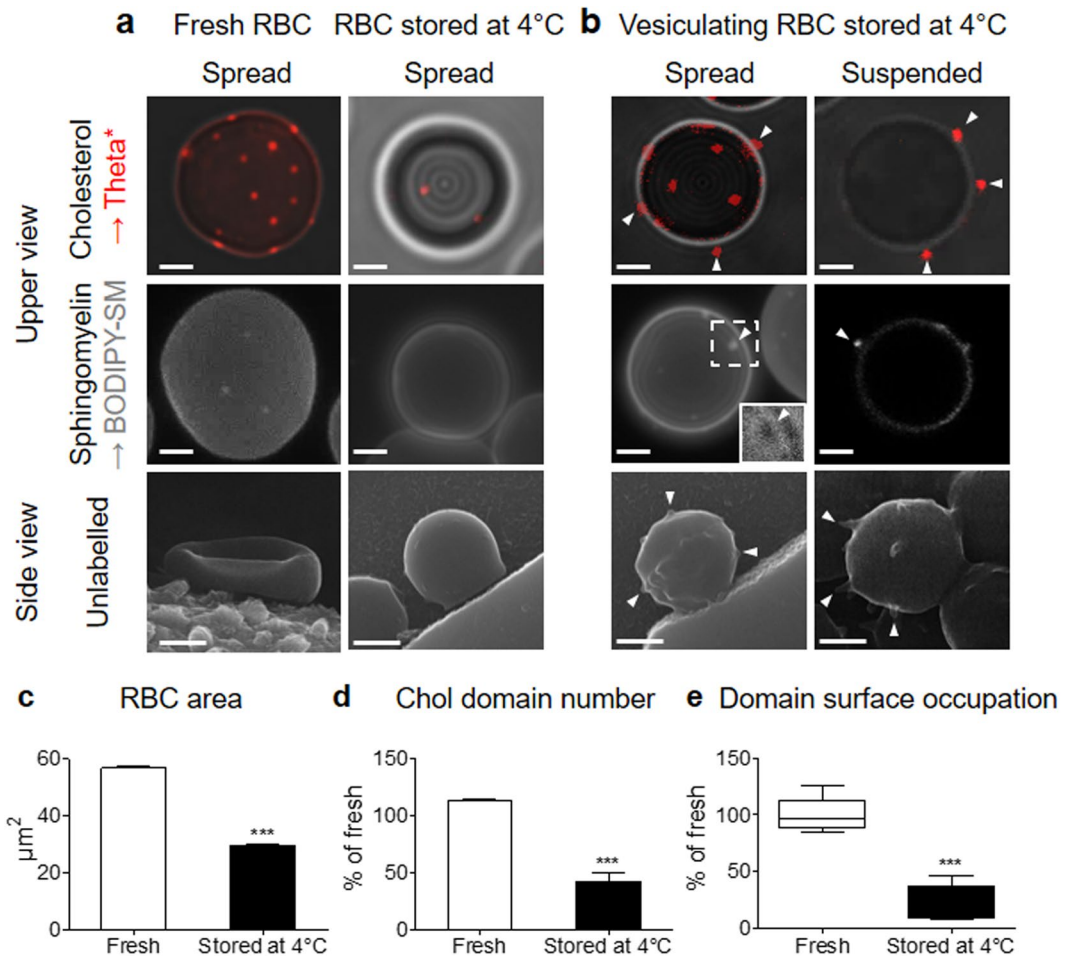 a Fresh RBC RBC stored at 4°C b Vesiculating RBC stored at 4°C
Spread Spread Spread Suspended
Upper view
Cholesterol
→ Theta*
Sphingomyelin
→ BODIPY-SM
Side view
Unlabelled
c RBC area
µm²
60
40
20
0
***
Fresh Stored at 4°C
d Chol domain number
% of fresh
150
100
50
0
***
Fresh Stored at 4°C
e Domain surface occupation
% of fresh
150
100
50
0
***
Fresh Stored at 4°C